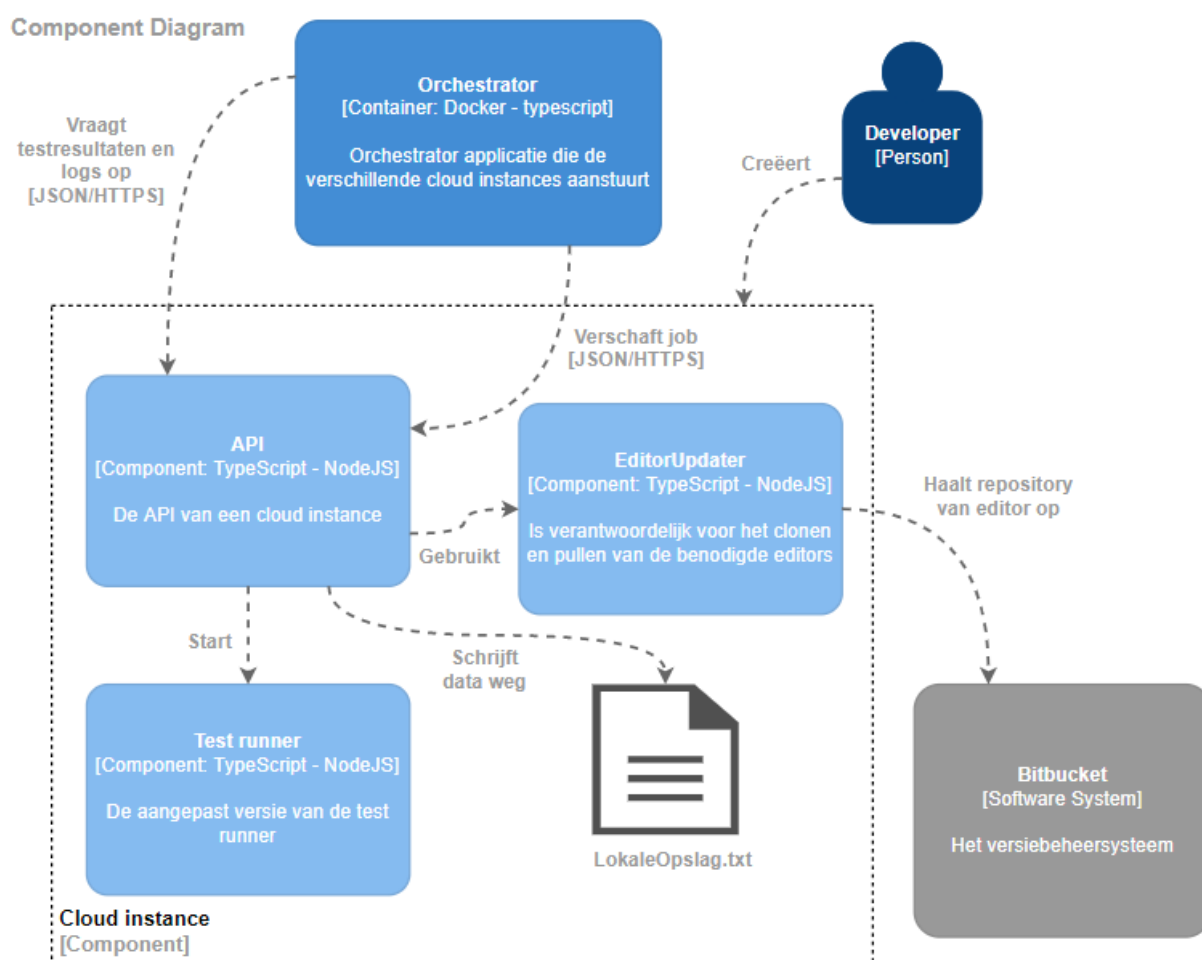 Component Diagram
Orchestrator
[Container: Docker - typescript]
Orchestrator applicatie die de
verschillende cloud instances aanstuurt
Developer
[Person]
Vraagt
testresultaten en
logs op
[JSON/HTTPS]
Creëert
Verschaft job
[JSON/HTTPS]
API
[Component: TypeScript - NodeJS]
De API van een cloud instance
EditorUpdater
[Component: TypeScript - NodeJS]
Is verantwoordelijk voor het clonen
en pullen van de benodigde editors
Haalt repository
van editor op
Gebruikt
Start
Schrijft
data weg
Test runner
[Component: TypeScript - NodeJS]
De aangepast versie van de test
runner
LokaleOpslag.txt
Bitbucket
[Software System]
Het versiebeheersysteem
Cloud instance
[Component]